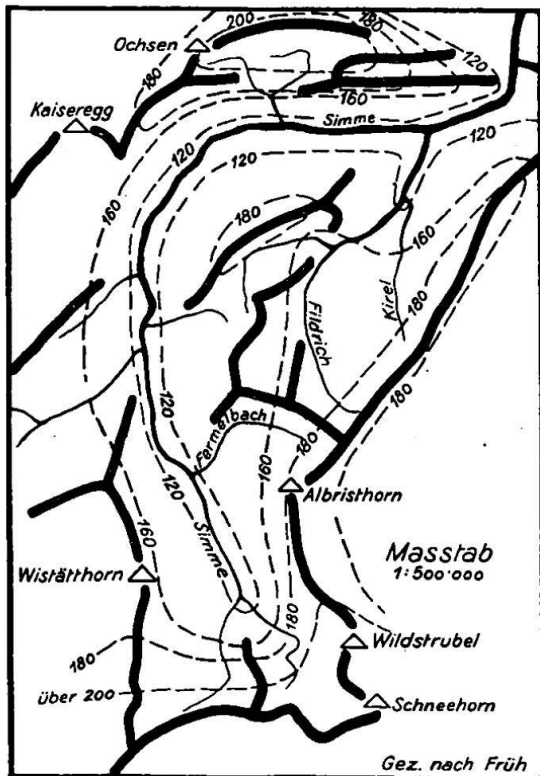 200
180
Ochsen
120
180
160
Kaiseregg
Simme
120
120
120
160
180
160
Kirel
Fildrich
180
180
120
Fermelbach
180
160
Albristhorn
120
Simme
160
Masstab
1:500·000
Wistätthorn
180
Wildstrubel
180
über 200
Schneehorn
Gez. nach Früh